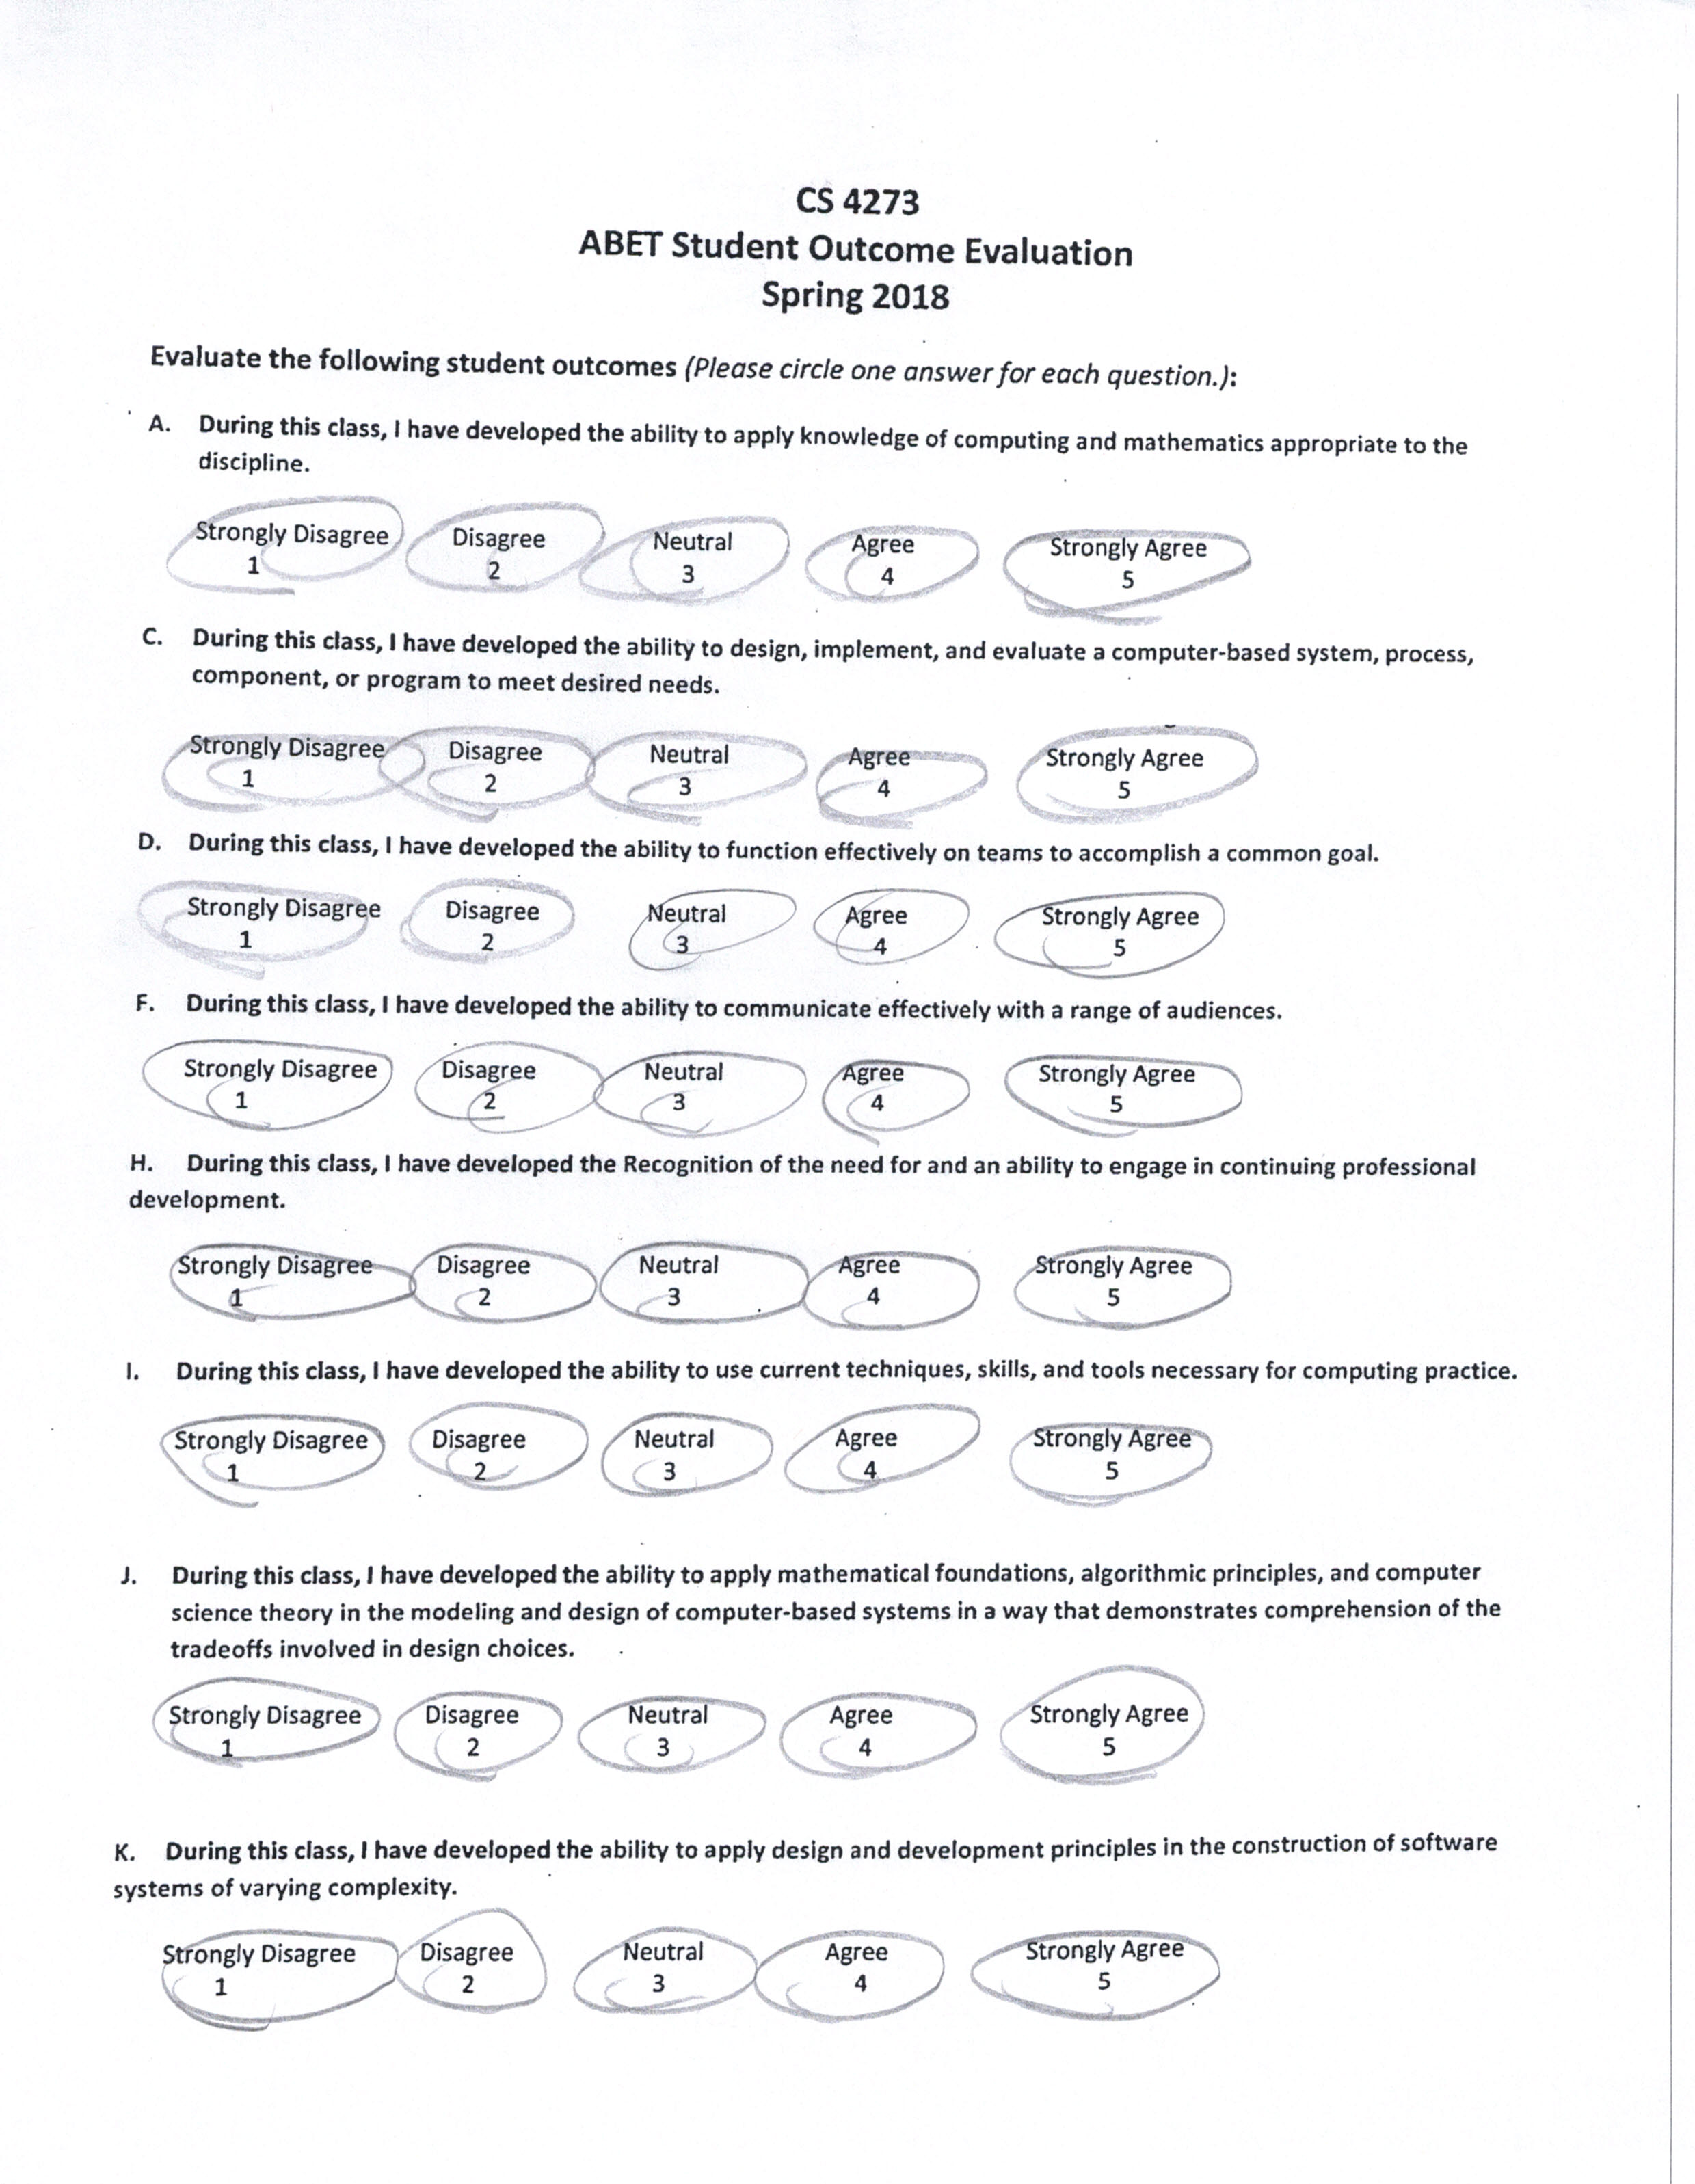 CS 4273
ABET Student Outcome Evaluation
Spring 2018
Evaluate the following student outcomes (Please circle one answer for each question.):
A. During this class, I have developed the ability to apply knowledge of computing and mathematics appropriate to the
discipline.
Strongly Disagree Disagree Neutral Agree Strongly Agree
1 2 3 4 5
C. During this class, I have developed the ability to design, implement, and evaluate a computer-based system, process,
component, or program to meet desired needs.
Strongly Disagree Disagree Neutral Agree Strongly Agree
1 2 3 4 5
D. During this class, I have developed the ability to function effectively on teams to accomplish a common goal.
Strongly Disagree Disagree Neutral Agree Strongly Agree
1 2 3 4 5
F. During this class, I have developed the ability to communicate effectively with a range of audiences.
Strongly Disagree Disagree Neutral Agree Strongly Agree
1 2 3 4 5
H. During this class, I have developed the Recognition of the need for and an ability to engage in continuing professional
development.
Strongly Disagree Disagree Neutral Agree Strongly Agree
1 2 3 4 5
I. During this class, I have developed the ability to use current techniques, skills, and tools necessary for computing practice.
Strongly Disagree Disagree Neutral Agree Strongly Agree
1 2 3 4 5
J. During this class, I have developed the ability to apply mathematical foundations, algorithmic principles, and computer
science theory in the modeling and design of computer-based systems in a way that demonstrates comprehension of the
tradeoffs involved in design choices.
Strongly Disagree Disagree Neutral Agree Strongly Agree
1 2 3 4 5
K. During this class, I have developed the ability to apply design and development principles in the construction of software
systems of varying complexity.
Strongly Disagree Disagree Neutral Agree Strongly Agree
1 2 3 4 5